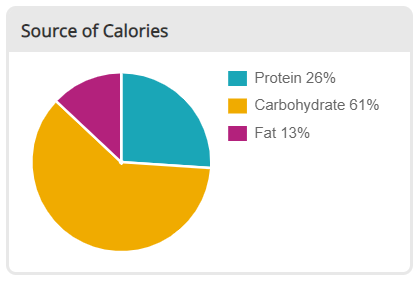 Source of Calories
Protein 26%
Carbohydrate 61%
Fat 13%